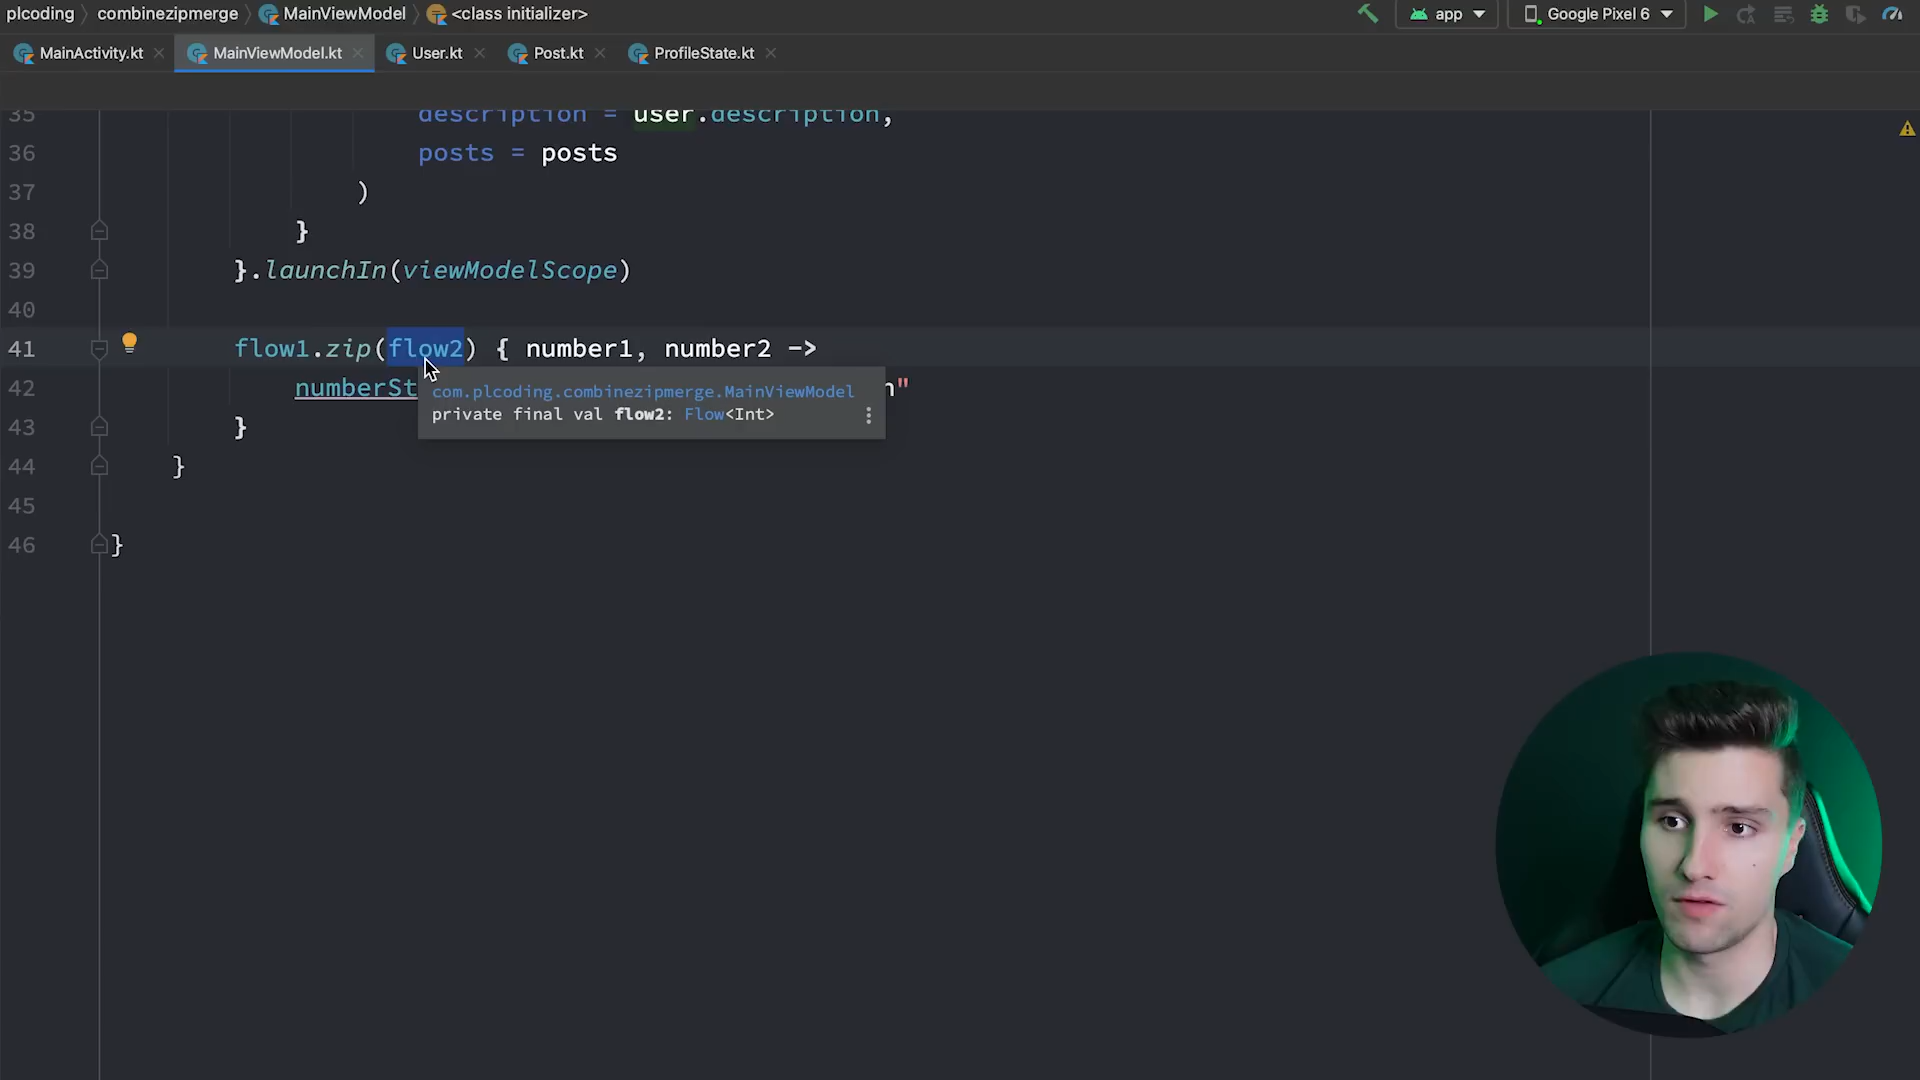 plcoding combinezipmerge MainViewModel <class initializer> app Google Pixel 6
MainActivity.kt MainViewModel.kt User.kt Post.kt ProfileState.kt
35 description = user.description,
36 posts = posts
37 )
38 }
39 }.launchIn(viewModelScope)
40
41 flow1.zip(flow2) { number1, number2 ->
42 numberSt n"
com.plcoding.combinezipmerge.MainViewModel
private final val flow2: Flow<Int>
43 }
44 }
45
46 }